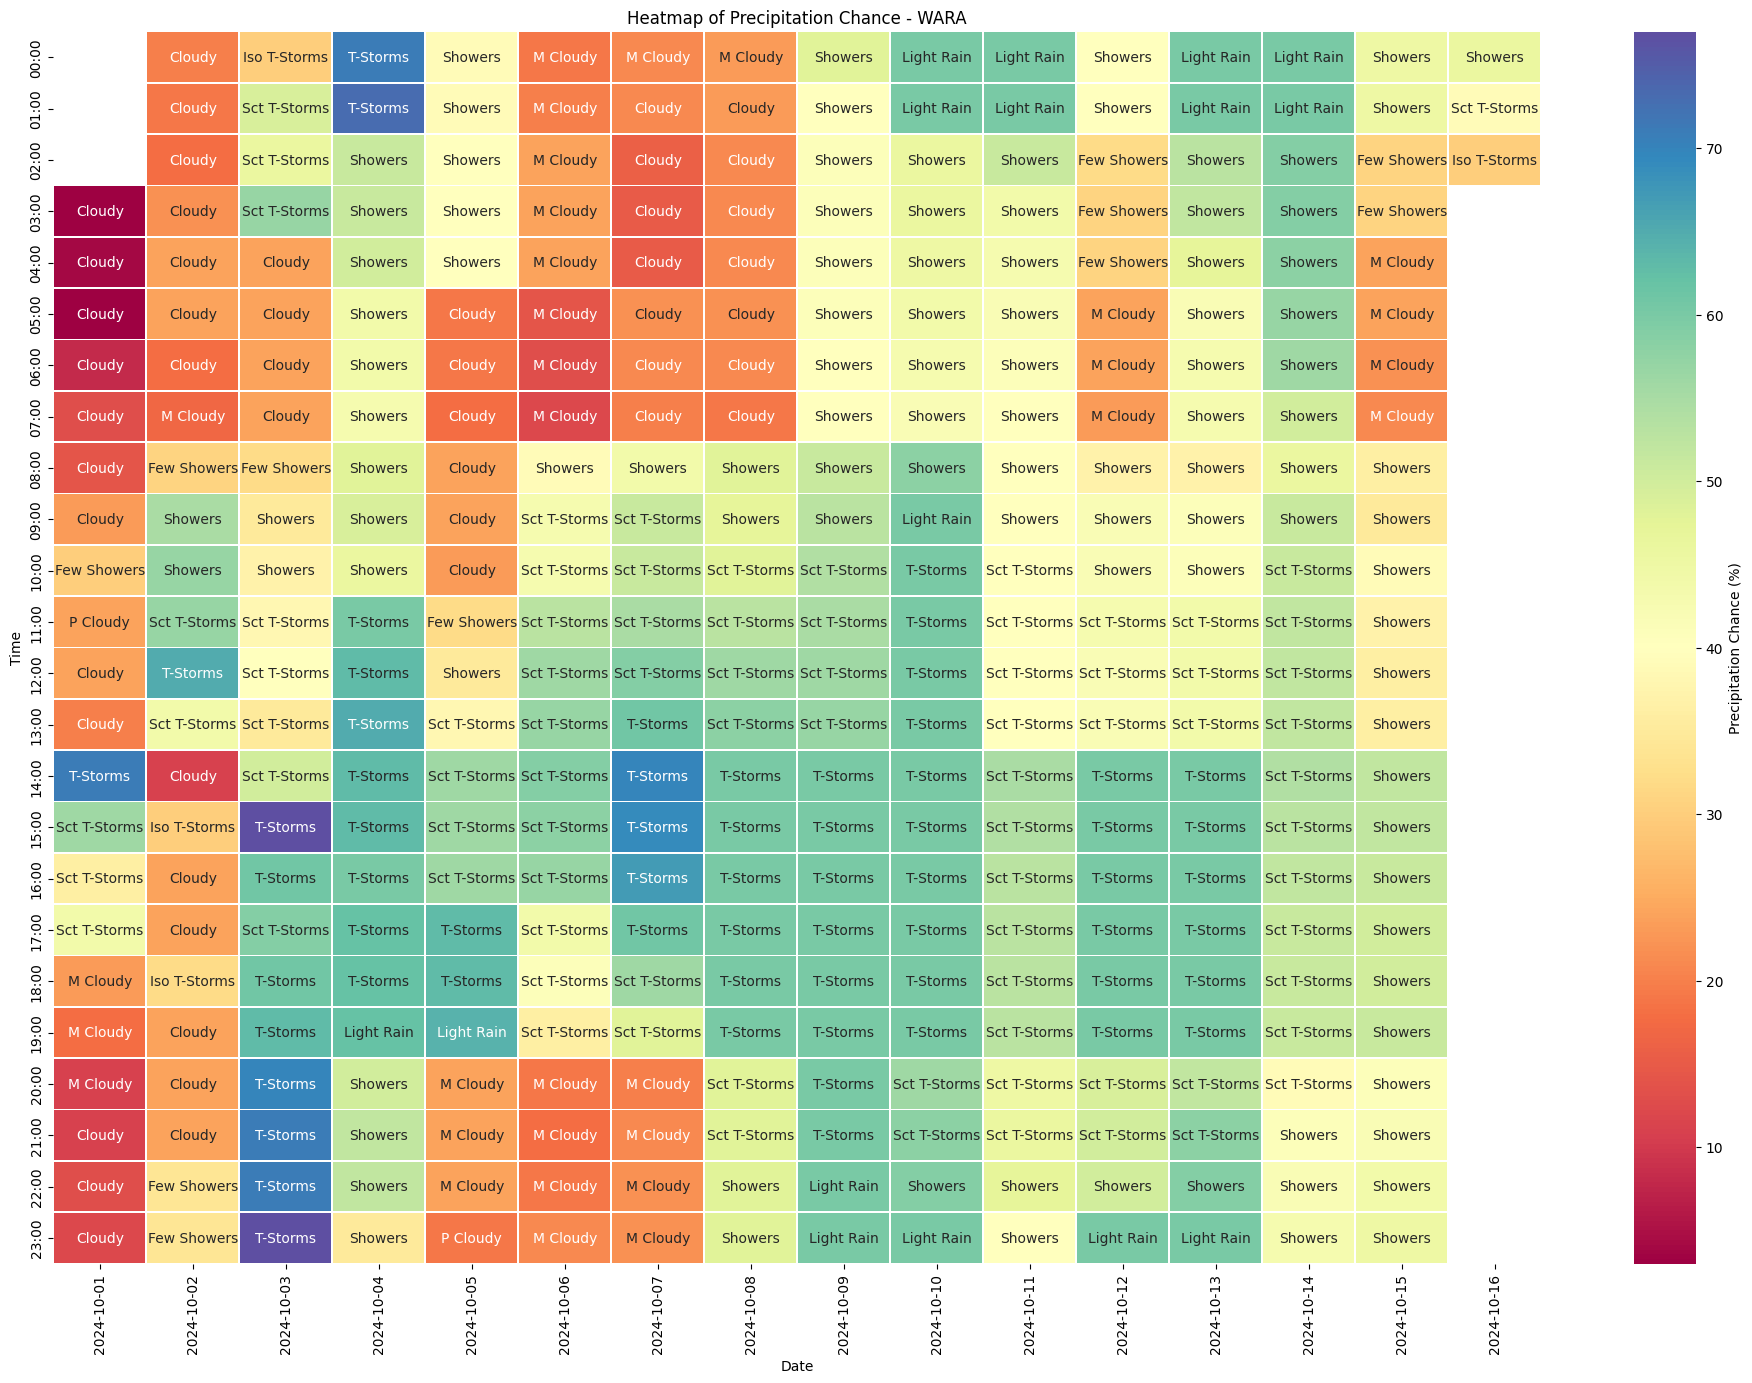 Heatmap of Precipitation Chance - WARA
00:00 Cloudy Iso T-Storms T-Storms Showers M Cloudy M Cloudy M Cloudy Showers Light Rain Light Rain Showers Light Rain Light Rain Showers Showers
01:00 Cloudy Sct T-Storms T-Storms Showers M Cloudy Cloudy Cloudy Showers Light Rain Light Rain Showers Light Rain Light Rain Showers Sct T-Storms
02:00 Cloudy Sct T-Storms Showers Showers M Cloudy Cloudy Cloudy Showers Showers Showers Few Showers Showers Showers Few Showers Iso T-Storms
03:00 Cloudy Cloudy Sct T-Storms Showers Showers M Cloudy Cloudy Cloudy Showers Showers Showers Few Showers Showers Showers Few Showers
04:00 Cloudy Cloudy Cloudy Showers Showers M Cloudy Cloudy Cloudy Showers Showers Showers Few Showers Showers Showers M Cloudy
05:00 Cloudy Cloudy Cloudy Showers Cloudy M Cloudy Cloudy Cloudy Showers Showers Showers M Cloudy Showers Showers M Cloudy
06:00 Cloudy Cloudy Cloudy Showers Cloudy M Cloudy Cloudy Cloudy Showers Showers Showers M Cloudy Showers Showers M Cloudy
07:00 Cloudy M Cloudy Cloudy Showers Cloudy M Cloudy Cloudy Cloudy Showers Showers Showers M Cloudy Showers Showers M Cloudy
08:00 Cloudy Few Showers Few Showers Showers Cloudy Showers Showers Showers Showers Showers Showers Showers Showers Showers Showers
09:00 Cloudy Showers Showers Showers Cloudy Sct T-Storms Sct T-Storms Showers Showers Light Rain Showers Showers Showers Showers Showers
10:00 Few Showers Showers Showers Showers Cloudy Sct T-Storms Sct T-Storms Sct T-Storms Sct T-Storms T-Storms Sct T-Storms Showers Showers Sct T-Storms Showers
11:00 P Cloudy Sct T-Storms Sct T-Storms T-Storms Few Showers Sct T-Storms Sct T-Storms Sct T-Storms Sct T-Storms T-Storms Sct T-Storms Sct T-Storms Sct T-Storms Sct T-Storms Showers
12:00 Cloudy T-Storms Sct T-Storms T-Storms Showers Sct T-Storms Sct T-Storms Sct T-Storms Sct T-Storms T-Storms Sct T-Storms Sct T-Storms Sct T-Storms Sct T-Storms Showers
13:00 Cloudy Sct T-Storms Sct T-Storms T-Storms Sct T-Storms Sct T-Storms T-Storms Sct T-Storms Sct T-Storms T-Storms Sct T-Storms Sct T-Storms Sct T-Storms Sct T-Storms Showers
14:00 T-Storms Cloudy Sct T-Storms T-Storms Sct T-Storms Sct T-Storms T-Storms T-Storms T-Storms T-Storms Sct T-Storms T-Storms T-Storms Sct T-Storms Showers
15:00 Sct T-Storms Iso T-Storms T-Storms T-Storms Sct T-Storms Sct T-Storms T-Storms T-Storms T-Storms T-Storms Sct T-Storms T-Storms T-Storms Sct T-Storms Showers
16:00 Sct T-Storms Cloudy T-Storms T-Storms Sct T-Storms Sct T-Storms T-Storms T-Storms T-Storms T-Storms Sct T-Storms T-Storms T-Storms Sct T-Storms Showers
17:00 Sct T-Storms Cloudy Sct T-Storms T-Storms T-Storms Sct T-Storms T-Storms T-Storms T-Storms T-Storms Sct T-Storms T-Storms T-Storms Sct T-Storms Showers
18:00 M Cloudy Iso T-Storms T-Storms T-Storms T-Storms Sct T-Storms Sct T-Storms T-Storms T-Storms T-Storms Sct T-Storms T-Storms T-Storms Sct T-Storms Showers
19:00 M Cloudy Cloudy T-Storms Light Rain Light Rain Sct T-Storms Sct T-Storms T-Storms T-Storms T-Storms Sct T-Storms T-Storms T-Storms Sct T-Storms Showers
20:00 M Cloudy Cloudy T-Storms Showers M Cloudy M Cloudy M Cloudy Sct T-Storms T-Storms Sct T-Storms Sct T-Storms Sct T-Storms Sct T-Storms Sct T-Storms Showers
21:00 Cloudy Cloudy T-Storms Showers M Cloudy M Cloudy M Cloudy Sct T-Storms T-Storms Sct T-Storms Sct T-Storms Sct T-Storms Sct T-Storms Showers Showers
22:00 Cloudy Few Showers T-Storms Showers M Cloudy M Cloudy M Cloudy Showers Light Rain Showers Showers Showers Showers Showers Showers
23:00 Cloudy Few Showers T-Storms Showers P Cloudy M Cloudy M Cloudy Showers Light Rain Light Rain Showers Light Rain Light Rain Showers Showers
2024-10-01 2024-10-02 2024-10-03 2024-10-04 2024-10-05 2024-10-06 2024-10-07 2024-10-08 2024-10-09 2024-10-10 2024-10-11 2024-10-12 2024-10-13 2024-10-14 2024-10-15 2024-10-16
Date
Time
70
60
50
40
30
20
10
Precipitation Chance (%)